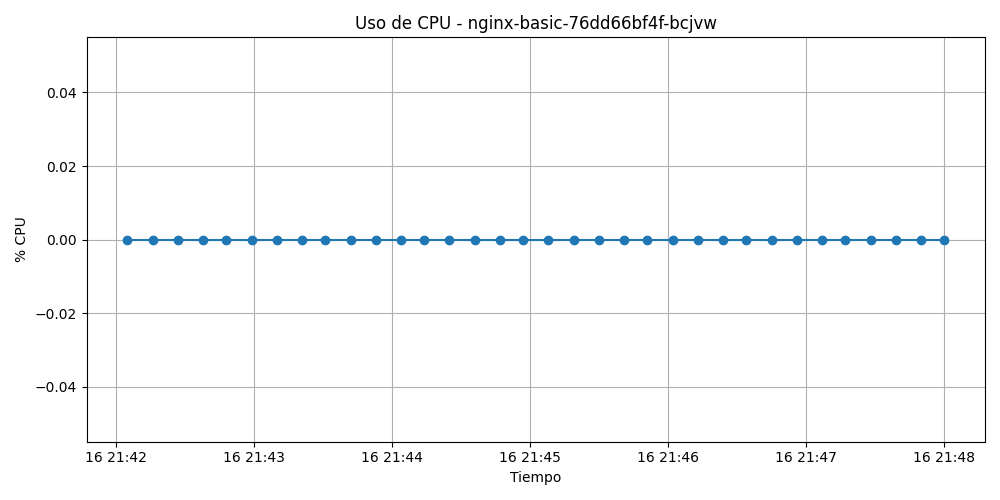 Uso de CPU - nginx-basic-76dd66bf4f-bcjvw
% CPU
0.04
0.02
0.00
−0.02
−0.04
16 21:42 16 21:43 16 21:44 16 21:45 16 21:46 16 21:47 16 21:48
Tiempo